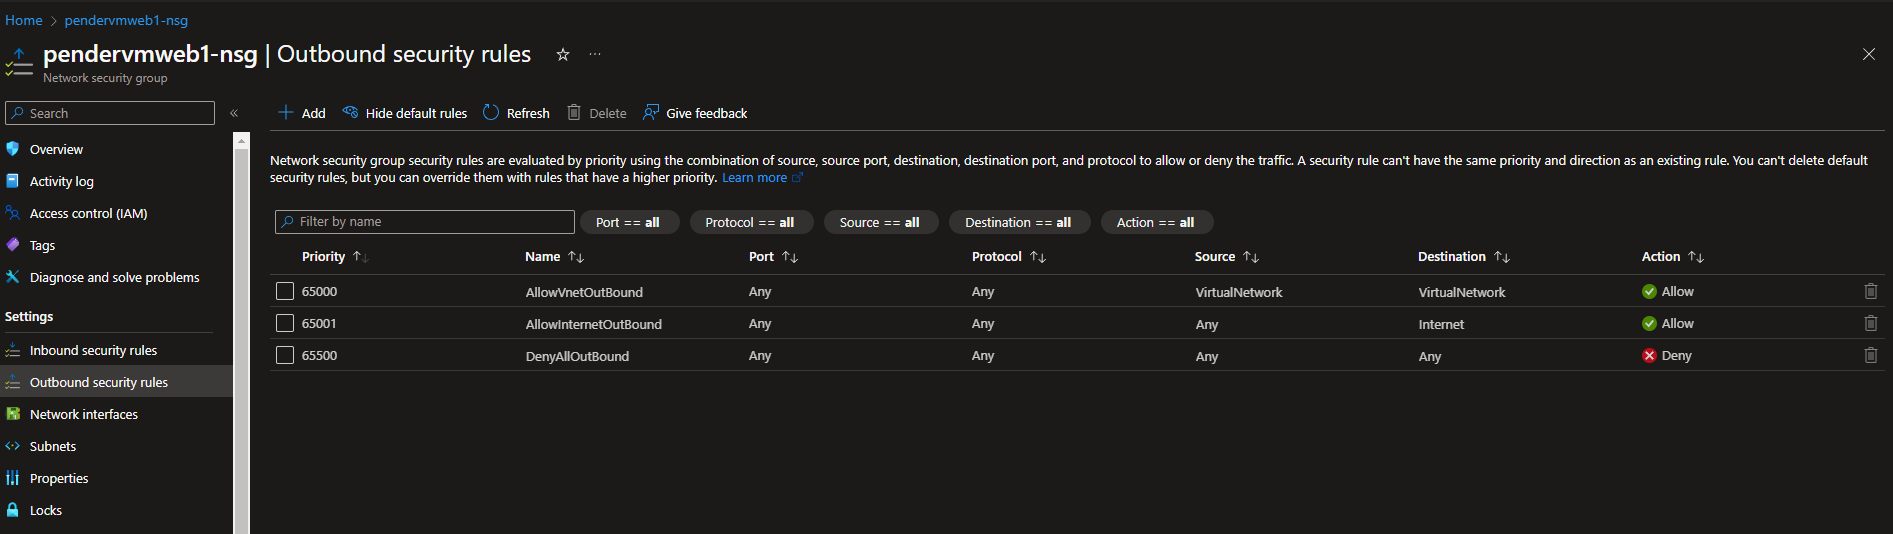 Home > pendervmweb1-nsg
pendervmweb1-nsg | Outbound security rules ...
Network security group
Search «
Add Hide default rules Refresh Delete Give feedback
Overview
Activity log
Access control (IAM)
Tags
Diagnose and solve problems
Settings
Inbound security rules
Outbound security rules
Network interfaces
Subnets
Properties
Locks
Network security group security rules are evaluated by priority using the combination of source, source port, destination, destination port, and protocol to allow or deny the traffic. A security rule can't have the same priority and direction as an existing rule. You can't delete default
security rules, but you can override them with rules that have a higher priority. Learn more
Filter by name Port == all Protocol == all Source == all Destination == all Action == all
Priority ↑↓ Name ↑↓ Port ↑↓ Protocol ↑↓ Source ↑↓ Destination ↑↓ Action ↑↓
65000 AllowVnetOutBound Any Any VirtualNetwork VirtualNetwork Allow
65001 AllowInternetOutBound Any Any Any Internet Allow
65500 DenyAllOutBound Any Any Any Any Deny